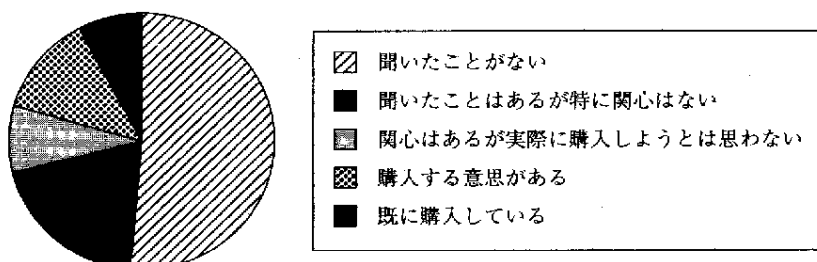 聞いたことがない
聞いたことはあるが特に関心はない
関心はあるが実際に購入しようとは思わない
購入する意思がある
既に購入している